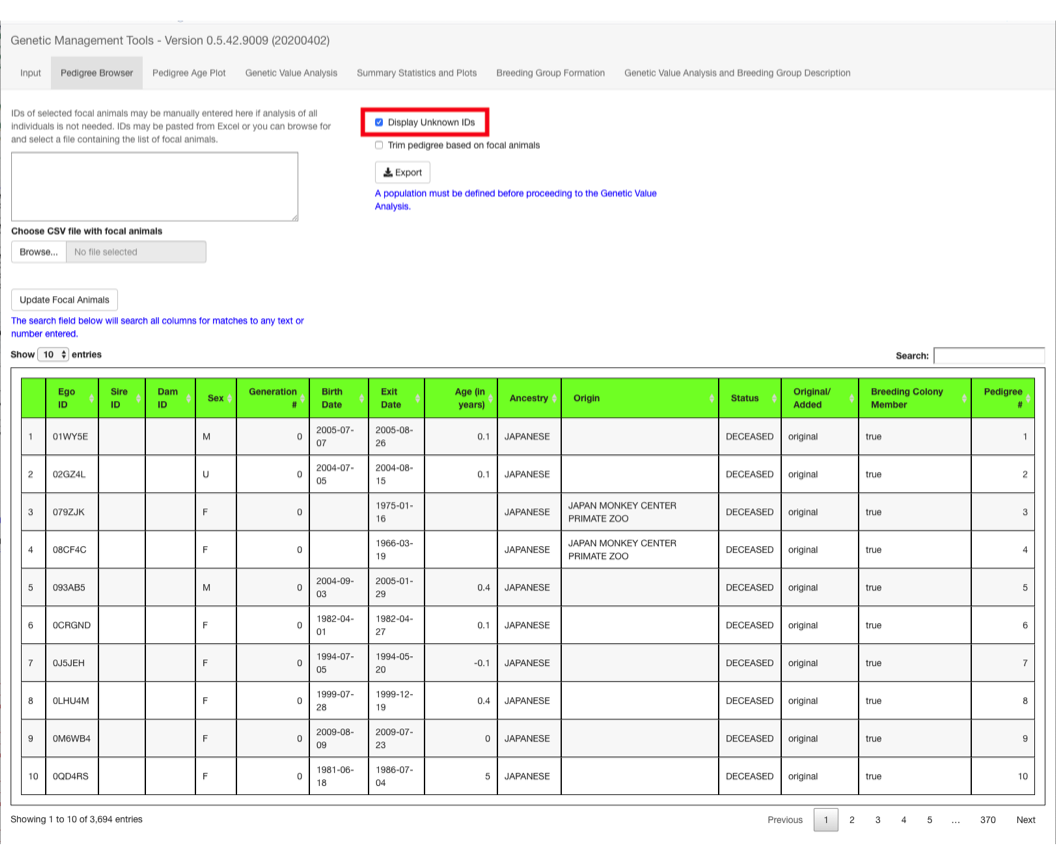 Genetic Management Tools - Version 0.5.42.9009 (20200402)
Input Pedigree Browser Pedigree Age Plot Genetic Value Analysis Summary Statistics and Plots Breeding Group Formation Genetic Value Analysis and Breeding Group Description
IDs of selected focal animals may be manually entered here if analysis of all
individuals is not needed. IDs may be pasted from Excel or you can browse for
and select a file containing the list of focal animals.
Choose CSV file with focal animals
Browse... No file selected
Update Focal Animals
The search field below will search all columns for matches to any text or
number entered.
Display Unknown IDs
Trim pedigree based on focal animals
Export
A population must be defined before proceeding to the Genetic Value
Analysis.
Show 10 entries
Search:
Ego ID Sire ID Dam ID Sex Generation # Birth Date Exit Date Age (in years) Ancestry Origin Status Original/ Added Breeding Colony Member Pedigree #
1 01WY5E M 0 2005-07-07 2005-08-26 0.1 JAPANESE DECEASED original true 1
2 02GZ4L U 0 2004-07-05 2004-08-15 0.1 JAPANESE DECEASED original true 2
3 079ZJK F 0 1975-01-16 JAPANESE JAPAN MONKEY CENTER PRIMATE ZOO DECEASED original true 3
4 08CF4C F 0 1966-03-19 JAPANESE JAPAN MONKEY CENTER PRIMATE ZOO DECEASED original true 4
5 093AB5 M 0 2004-09-03 2005-01-29 0.4 JAPANESE DECEASED original true 5
6 0CRGND F 0 1982-04-01 1982-04-27 0.1 JAPANESE DECEASED original true 6
7 0J5JEH F 0 1994-07-05 1994-05-20 -0.1 JAPANESE DECEASED original true 7
8 0LHU4M F 0 1999-07-28 1999-12-19 0.4 JAPANESE DECEASED original true 8
9 0M6WB4 F 0 2009-08-09 2009-07-23 0 JAPANESE DECEASED original true 9
10 0QD4RS F 0 1981-06-18 1986-07-04 5 JAPANESE DECEASED original true 10
Showing 1 to 10 of 3,694 entries
Previous 1 2 3 4 5 ... 370 Next